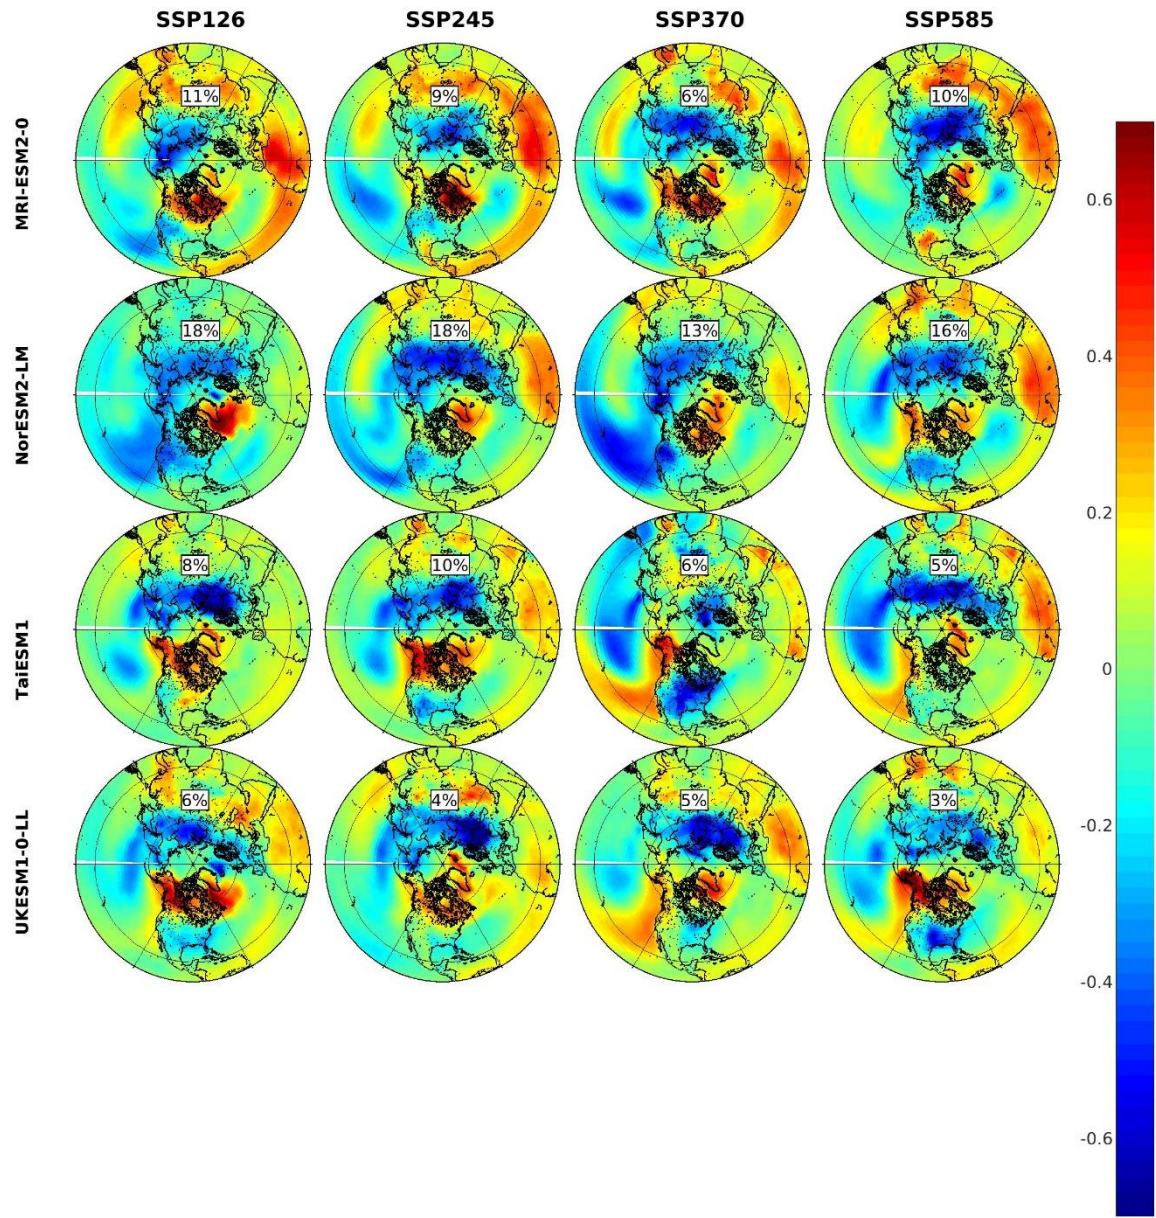 SSP126 SSP245 SSP370 SSP585
MRI-ESM2-0
11% 9% 6% 10%
NorESM2-LM
18% 18% 13% 16%
TaiESM1
8% 10% 6% 5%
UKESM1-0-LL
6% 4% 5% 3%
0.6
0.4
0.2
0
-0.2
-0.4
-0.6